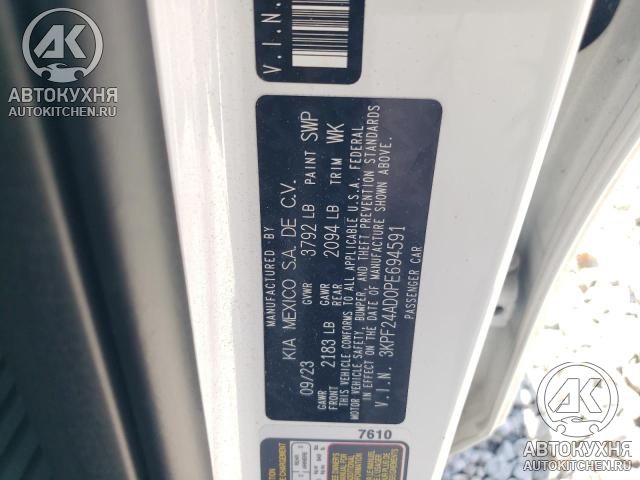 AK
АВТОКУХНЯ
AUTOKITCHEN.RU
V.I.N.
MANUFACTURED BY
KIA MEXICO S.A. DE C.V.
09/23 GVWR 3792 LB PAINT SWP
GAWR FRONT 2183 LB GAWR REAR 2094 LB TRIM WK
THIS VEHICLE CONFORMS TO ALL APPLICABLE U.S.A. FEDERAL
MOTOR VEHICLE SAFETY, BUMPER, AND THEFT PREVENTION STANDARDS
IN EFFECT ON THE DATE OF MANUFACTURE SHOWN ABOVE.
V.I.N. 3KPF24AD0PE694591
PASSENGER CAR
7610
AK
АВТОКУХНЯ
AUTOKITCHEN.RU